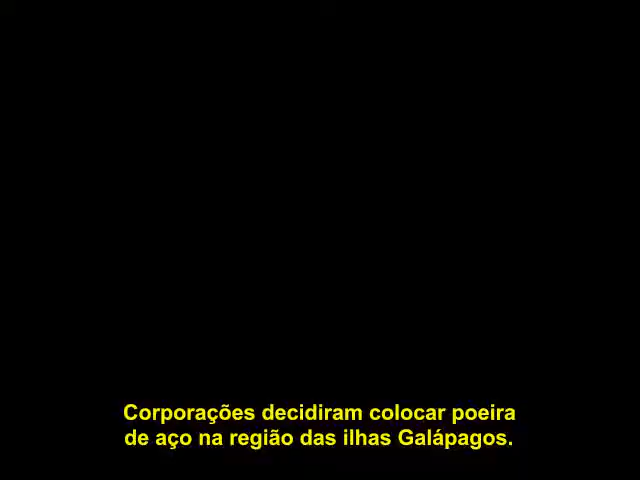 Corporações decidiram colocar poeira
de aço na região das ilhas Galápagos.